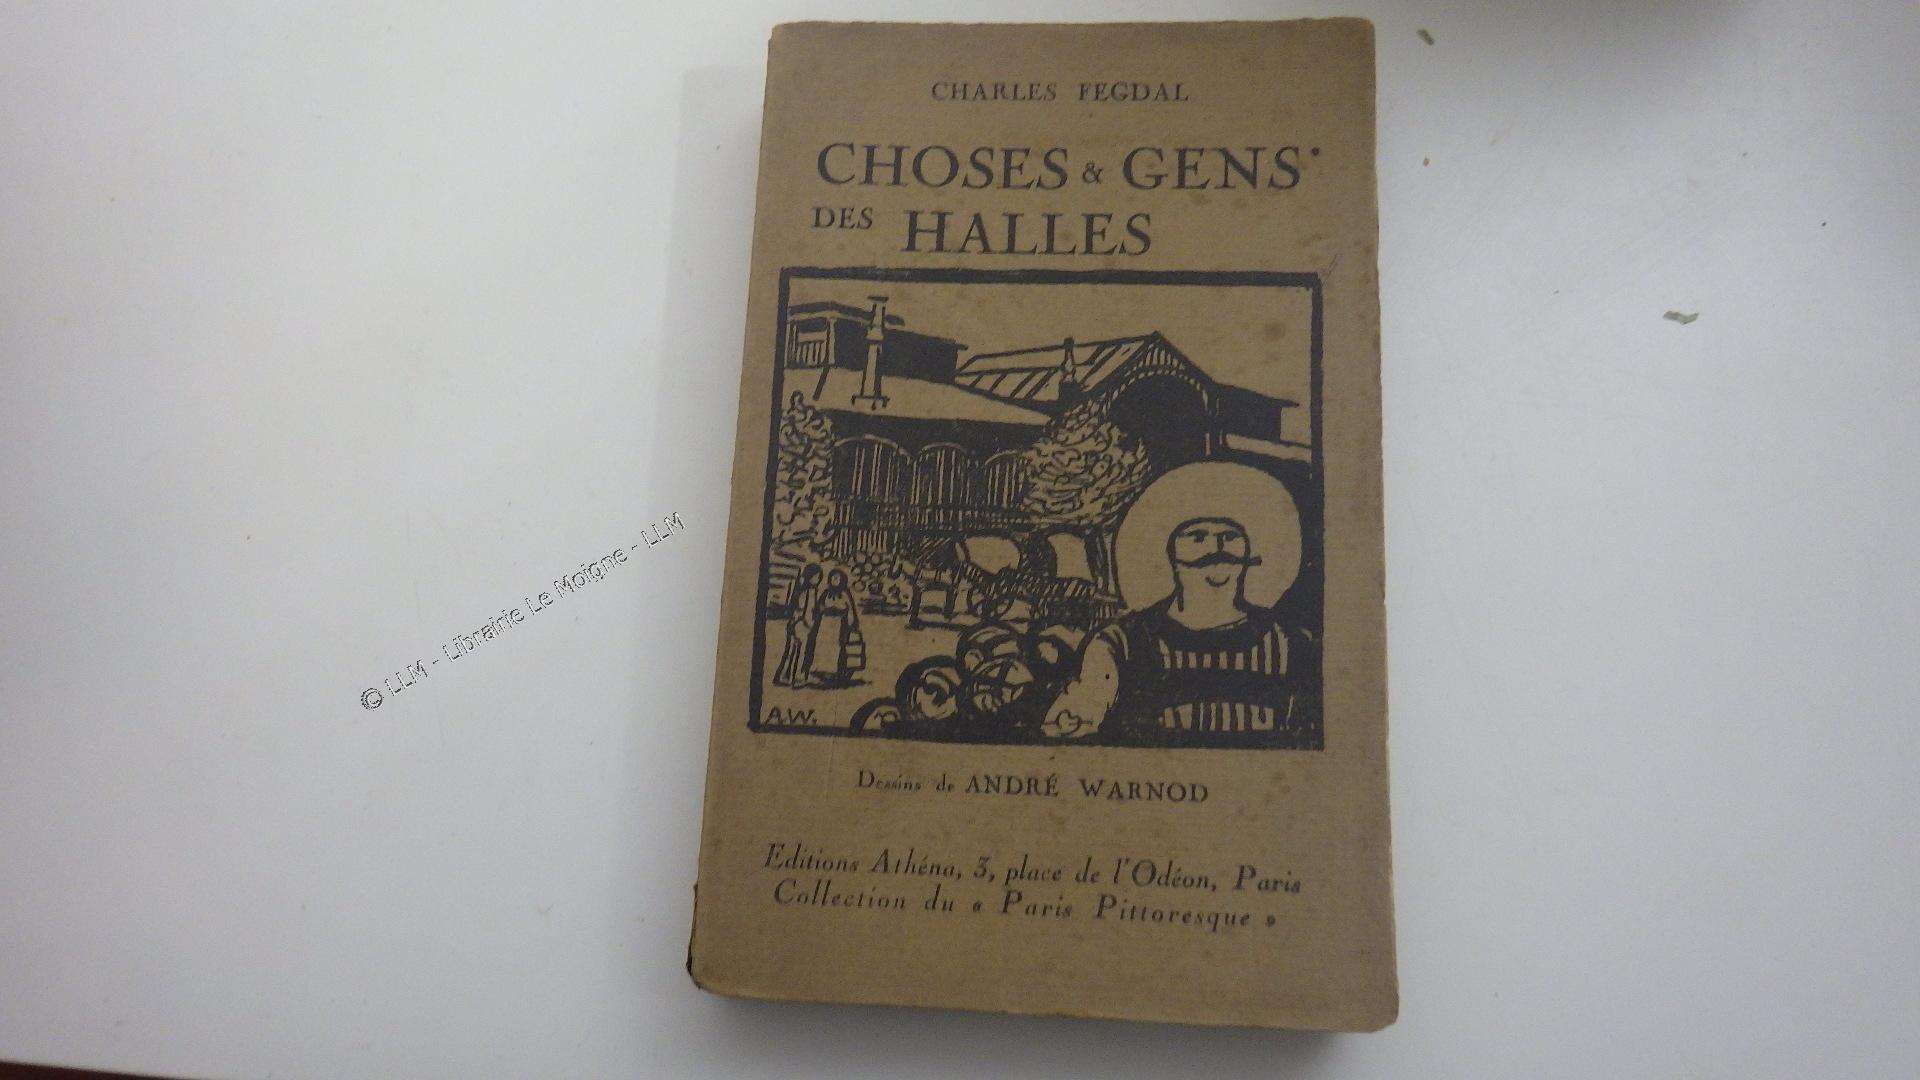 CHARLES FEGDAL
CHOSES & GENS
DES HALLES
A.W.
Dessins de ANDRÉ WARNOD
Editions Athéna, 3, place de l'Odéon, Paris
Collection du « Paris Pittoresque »
© LLM - Librairie Le Moigne - LLM